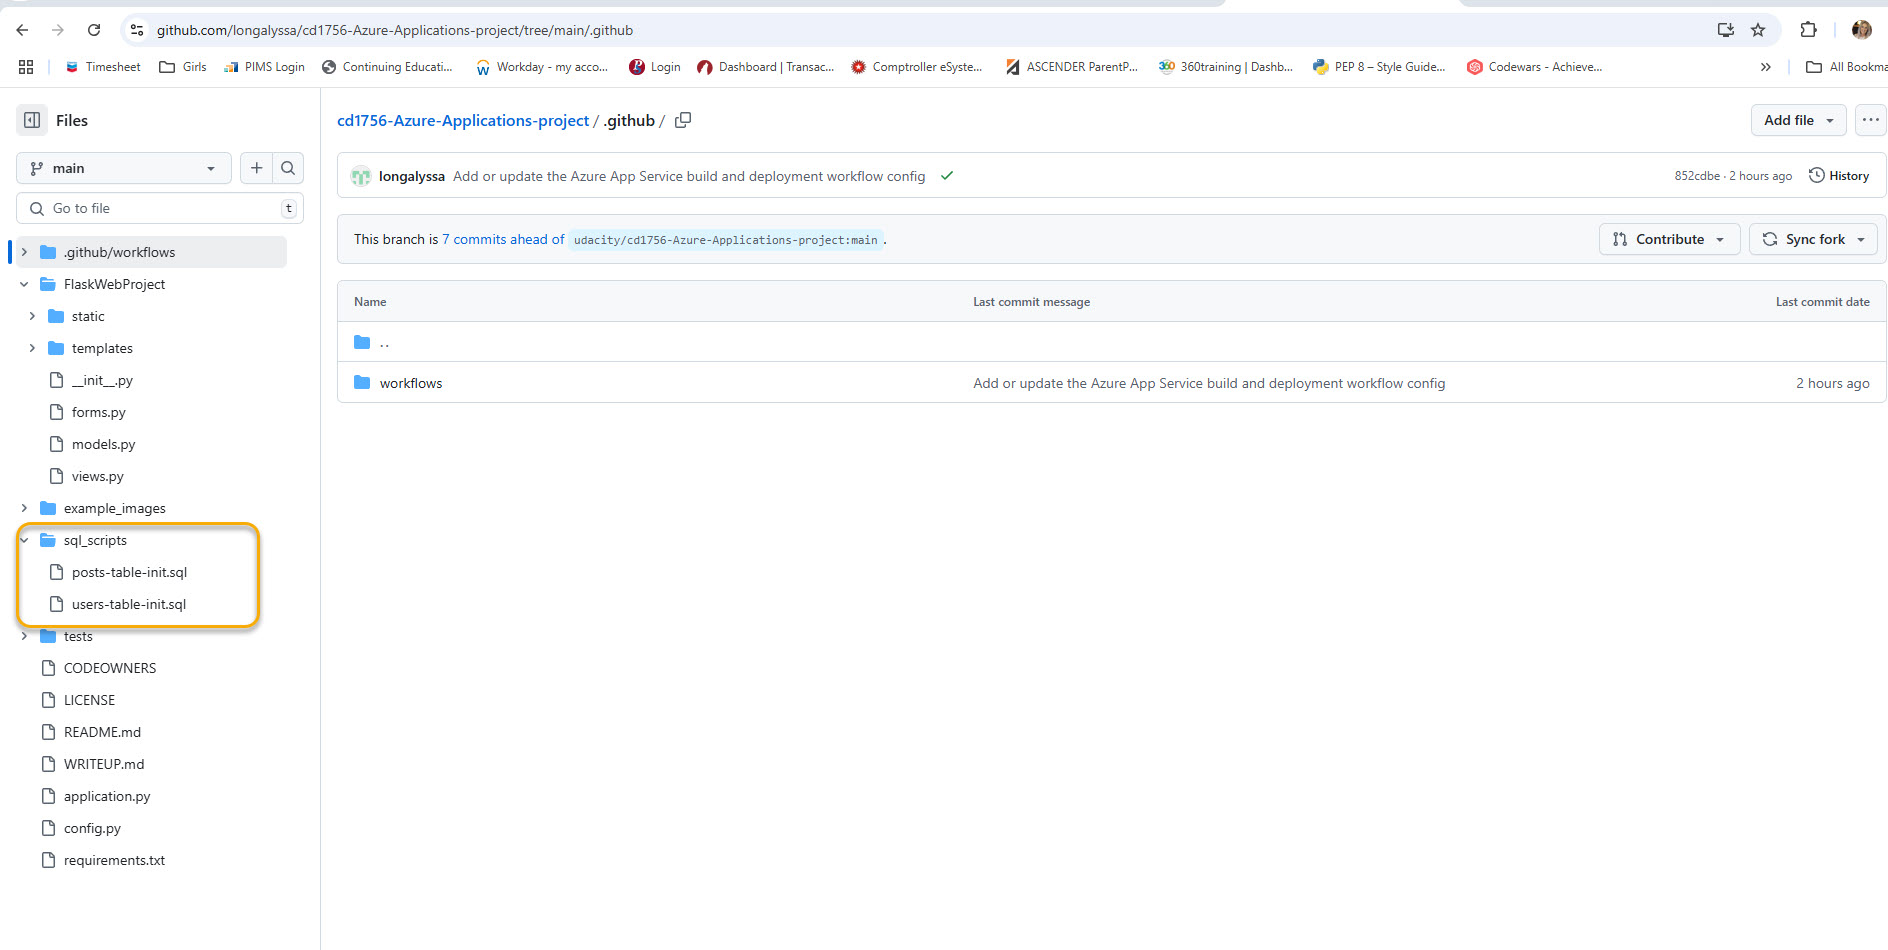 github.com/longalyssa/cd1756-Azure-Applications-project/tree/main/.github
Timesheet Girls PIMS Login Continuing Educati... Workday - my acco... Login Dashboard | Transac... Comptroller eSyste... ASCENDER ParentP... 360training | Dashb... PEP 8 – Style Guide... Codewars - Achieve... » All Bookma
Files
cd1756-Azure-Applications-project / .github /
Add file
main
Go to file t
longalyssa Add or update the Azure App Service build and deployment workflow config
852cdbe · 2 hours ago History
This branch is 7 commits ahead of udacity/cd1756-Azure-Applications-project:main .
Contribute Sync fork
Name Last commit message Last commit date
..
workflows Add or update the Azure App Service build and deployment workflow config 2 hours ago
.github/workflows
FlaskWebProject
static
templates
__init__.py
forms.py
models.py
views.py
example_images
sql_scripts
posts-table-init.sql
users-table-init.sql
tests
CODEOWNERS
LICENSE
README.md
WRITEUP.md
application.py
config.py
requirements.txt